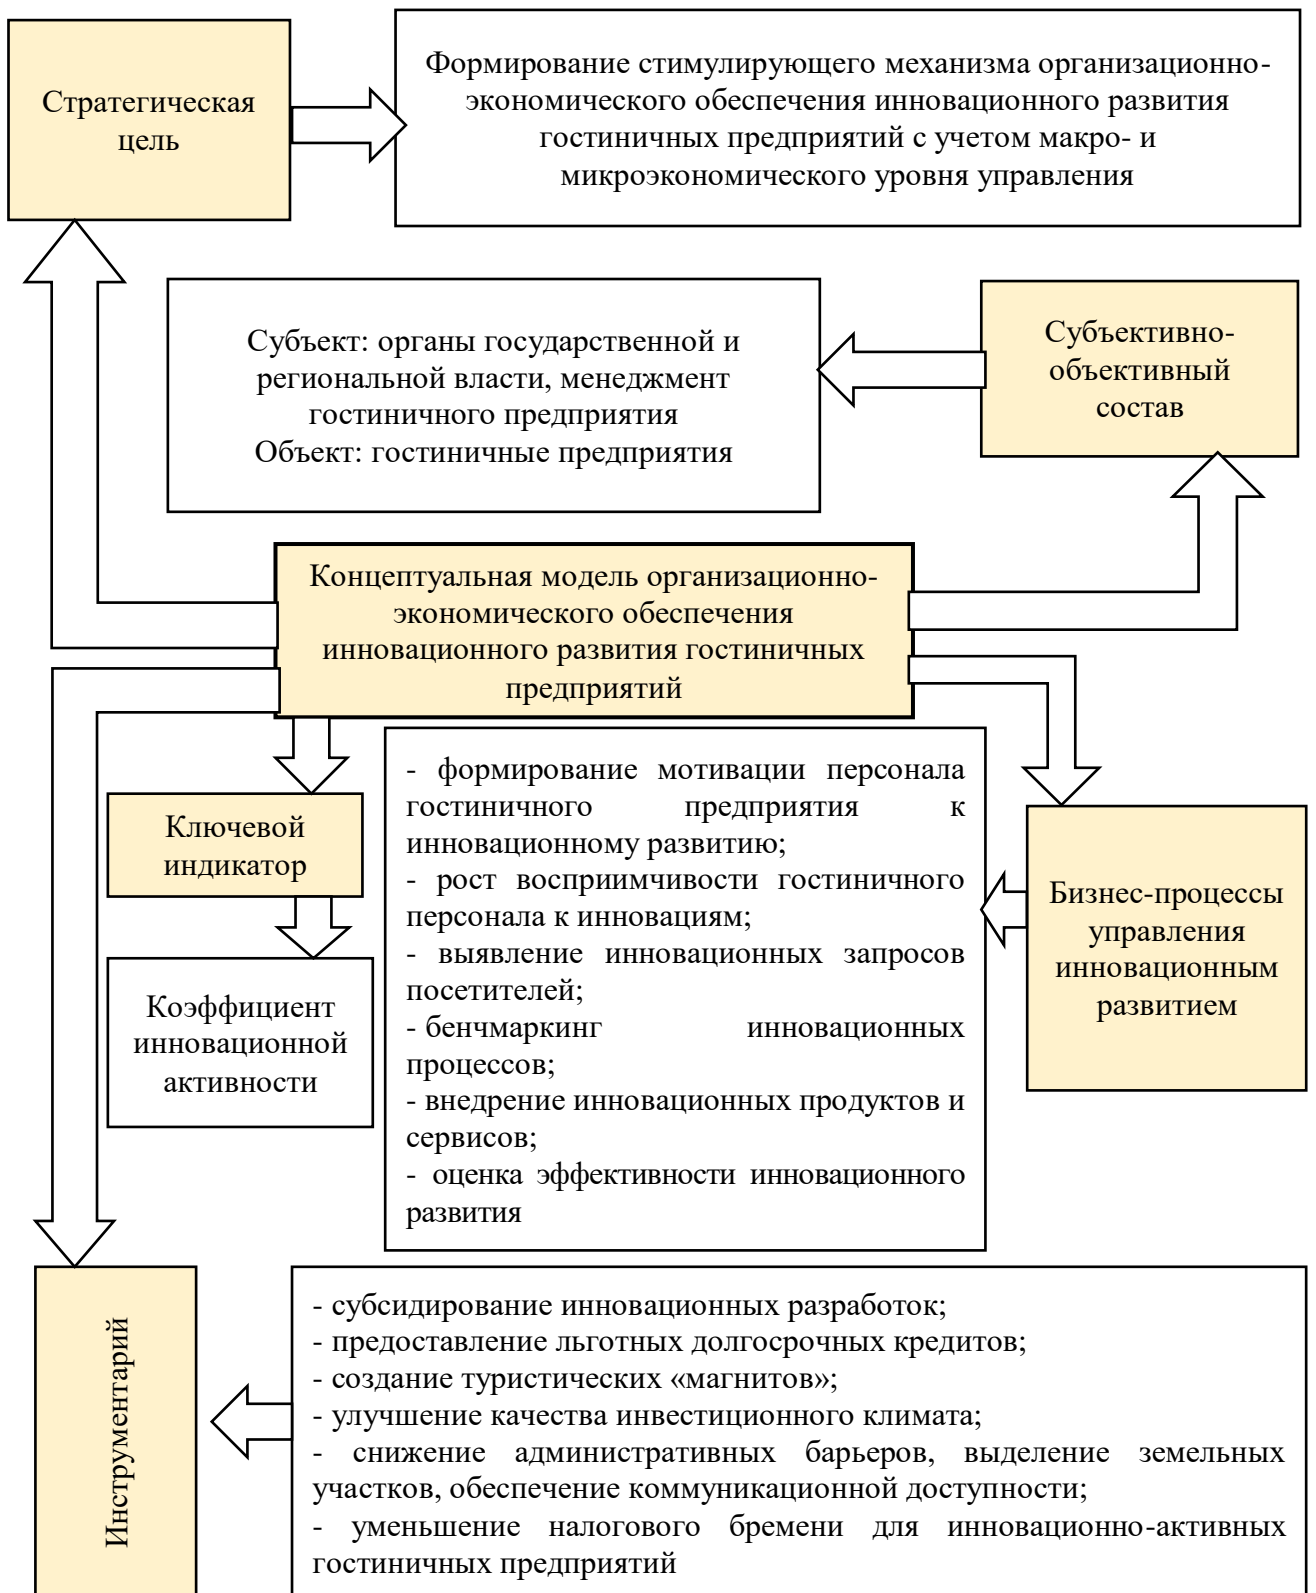 Стратегическая
цель
Формирование стимулирующего механизма организационно-
экономического обеспечения инновационного развития
гостиничных предприятий с учетом макро- и
микроэкономического уровня управления
Субъект: органы государственной и
региональной власти, менеджмент
гостиничного предприятия
Объект: гостиничные предприятия
Субъективно-
объективный
состав
Концептуальная модель организационно-
экономического обеспечения
инновационного развития гостиничных
предприятий
Ключевой
индикатор
Коэффициент
инновационной
активности
- формирование мотивации персонала
гостиничного предприятия к
инновационному развитию;
- рост восприимчивости гостиничного
персонала к инновациям;
- выявление инновационных запросов
посетителей;
- бенчмаркинг инновационных
процессов;
- внедрение инновационных продуктов и
сервисов;
- оценка эффективности инновационного
развития
Бизнес-процессы
управления
инновационным
развитием
Инструментарий
- субсидирование инновационных разработок;
- предоставление льготных долгосрочных кредитов;
- создание туристических «магнитов»;
- улучшение качества инвестиционного климата;
- снижение административных барьеров, выделение земельных
участков, обеспечение коммуникационной доступности;
- уменьшение налогового бремени для инновационно-активных
гостиничных предприятий